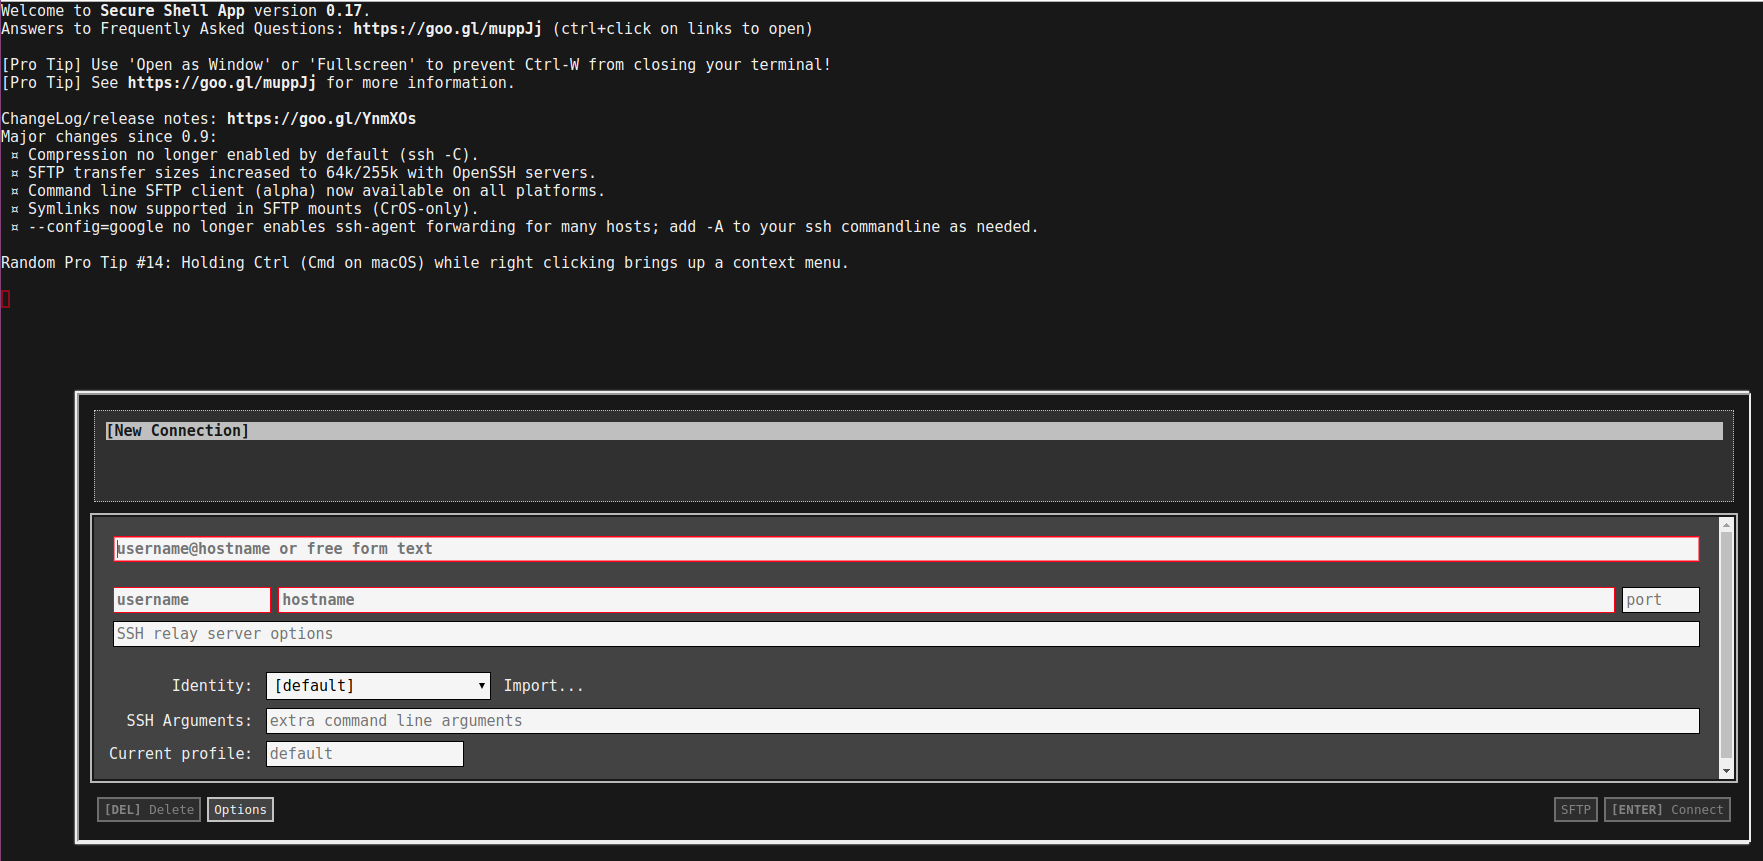 Welcome to Secure Shell App version 0.17.
Answers to Frequently Asked Questions: https://goo.gl/muppJj (ctrl+click on links to open)
[Pro Tip] Use 'Open as Window' or 'Fullscreen' to prevent Ctrl-W from closing your terminal!
[Pro Tip] See https://goo.gl/muppJj for more information.
ChangeLog/release notes: https://goo.gl/YnmXOs
Major changes since 0.9:
¤ Compression no longer enabled by default (ssh -C).
¤ SFTP transfer sizes increased to 64k/255k with OpenSSH servers.
¤ Command line SFTP client (alpha) now available on all platforms.
¤ Symlinks now supported in SFTP mounts (CrOS-only).
¤ --config=google no longer enables ssh-agent forwarding for many hosts; add -A to your ssh commandline as needed.
Random Pro Tip #14: Holding Ctrl (Cmd on macOS) while right clicking brings up a context menu.
[New Connection]
username@hostname or free form text
username hostname port
SSH relay server options
Identity: [default] Import...
SSH Arguments: extra command line arguments
Current profile: default
[DEL] Delete Options SFTP [ENTER] Connect